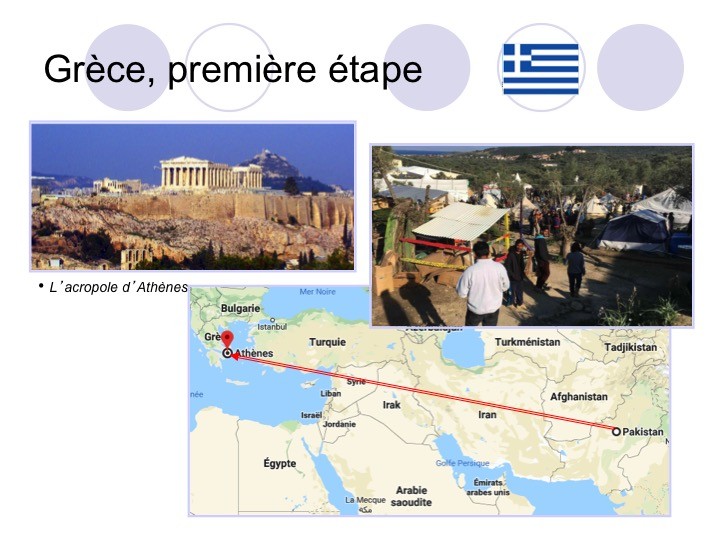 Grèce, première étape
• L’acropole d’Athènes
Mer Noire
Bulgarie
Istanbul
Grè
Athènes
Turquie
Turkménistan
Tadjikistan
Syrie
Liban
Irak
Iran
Afghanistan
Israël
Jordanie
Pakistan
née
Égypte
Golfe Persique
Émirats
arabes unis
La Mecque
مكة
Arabie
saoudite